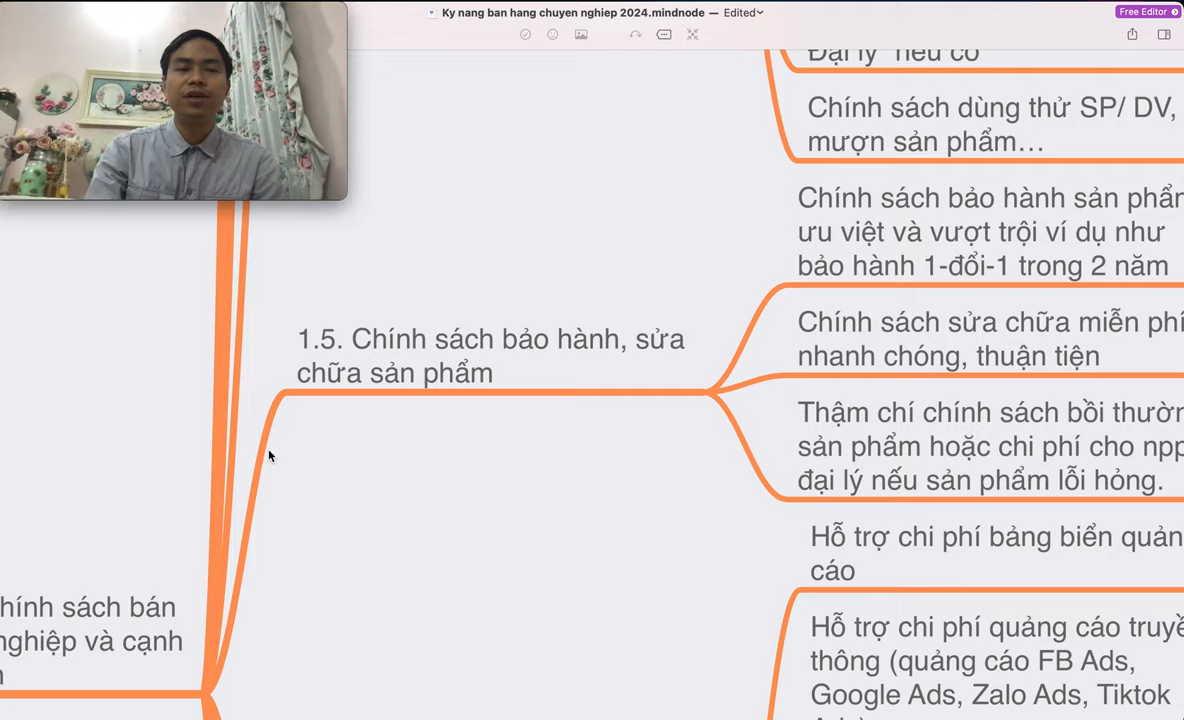 Ky nang ban hang chuyen nghiep 2024.mindnode — Edited
Free Editor
Đại lý nếu có
Chính sách dùng thử SP/ DV,
mượn sản phẩm…
Chính sách bảo hành sản phẩm
ưu việt và vượt trội ví dụ như
bảo hành 1-đổi-1 trong 2 năm
1.5. Chính sách bảo hành, sửa
chữa sản phẩm
Chính sách sửa chữa miễn phí
nhanh chóng, thuận tiện
Thậm chí chính sách bồi thườn
sản phẩm hoặc chi phí cho npp
đại lý nếu sản phẩm lỗi hỏng.
Hỗ trợ chi phí bảng biển quản
cáo
hính sách bán
nghiệp và cạnh
Hỗ trợ chi phí quảng cáo truyề
thông (quảng cáo FB Ads,
Google Ads, Zalo Ads, Tiktok